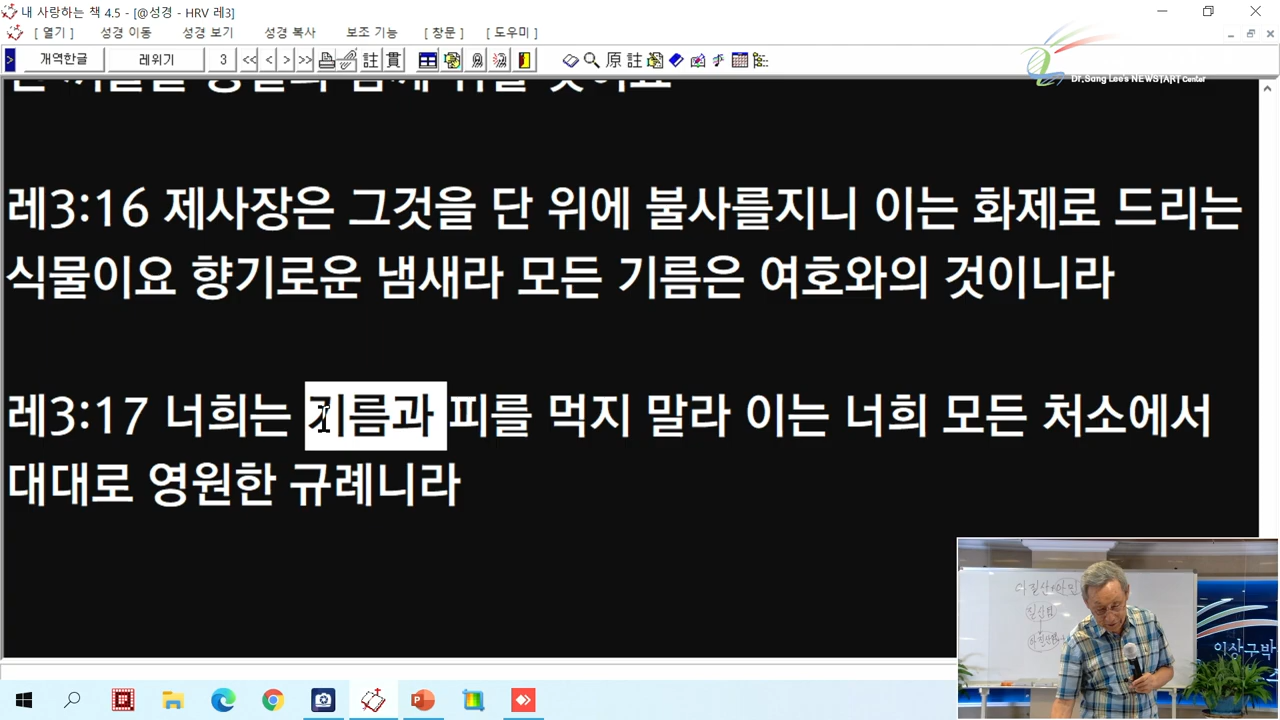 내 사랑하는 책 4.5 - [@성경 - HRV 레3]
[ 열기 ] 성경 이동 성경 보기 성경 복사 보조 기능 [ 창문 ] [ 도우미 ]
> 개역한글 레위기 3 << < > >> 註 貫 原 註
Dr.Sang Lee's NEWSTART Center
레3:16 제사장은 그것을 단 위에 불사를지니 이는 화제로 드리는
식물이요 향기로운 냄새라 모든 기름은 여호와의 것이니라
레3:17 너희는 기름과 피를 먹지 말라 이는 너희 모든 처소에서
대대로 영원한 규례니라
이상구박